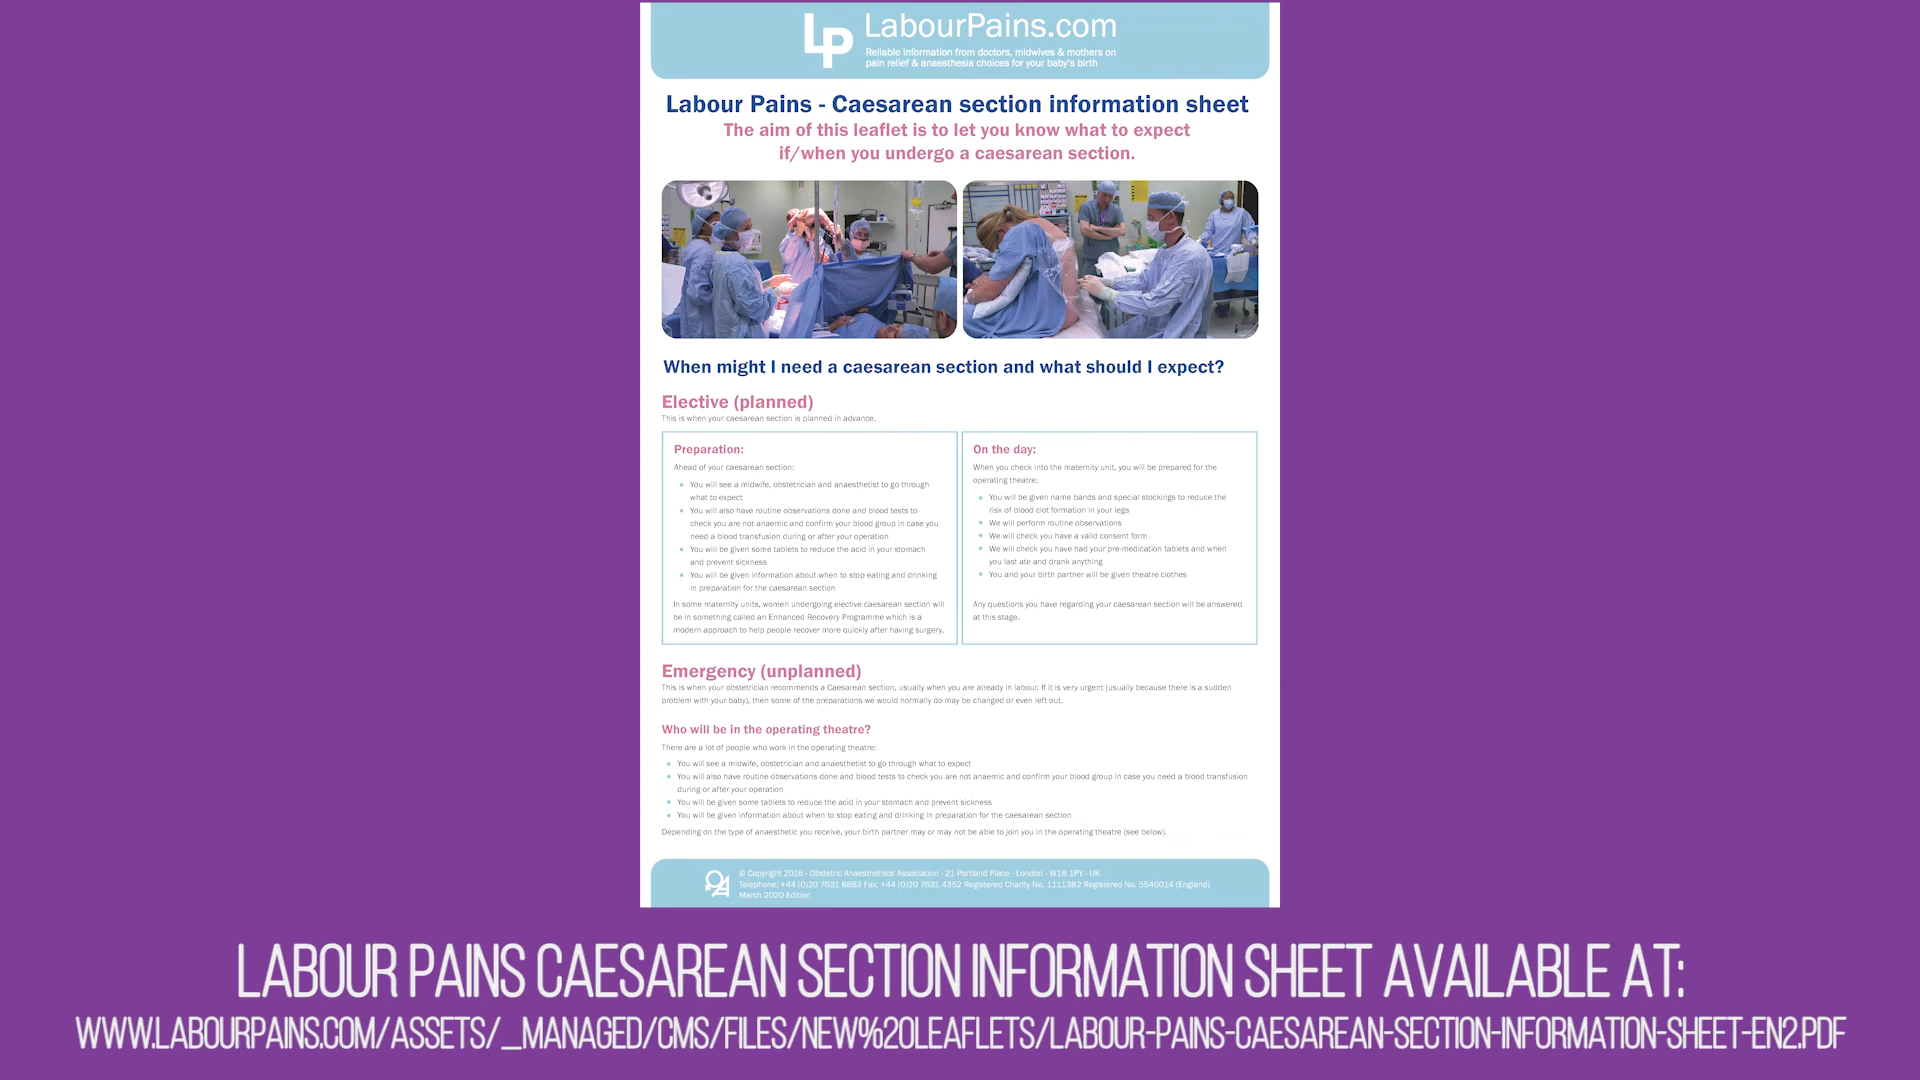 LP LabourPains.com
Reliable information from doctors, midwives & mothers on
pain relief & anaesthesia choices for your baby's birth
Labour Pains - Caesarean section information sheet
The aim of this leaflet is to let you know what to expect
if/when you undergo a caesarean section.
When might I need a caesarean section and what should I expect?
Elective (planned)
This is when your caesarean section is planned in advance.
Preparation:
Ahead of your caesarean section:
You will see a midwife, obstetrician and anaesthetist to go through
what to expect
You will also have routine observations done and blood tests to
check you are not anaemic and confirm your blood group in case you
need a blood transfusion during or after your operation
You will be given some tablets to reduce the acid in your stomach
and prevent sickness
You will be given information about when to stop eating and drinking
in preparation for the caesarean section
In some maternity units, women undergoing elective caesarean section will
be in something called an Enhanced Recovery Programme which is a
modern approach to help people recover more quickly after having surgery.
On the day:
When you check into the maternity unit, you will be prepared for the
operating theatre:
You will be given name bands and special stockings to reduce the
risk of blood clot formation in your legs
We will perform routine observations
We will check you have a valid consent form
We will check you have had your pre-medication tablets and when
you last ate and drank anything
You and your birth partner will be given theatre clothes
Any questions you have regarding your caesarean section will be answered
at this stage.
Emergency (unplanned)
This is when your obstetrician recommends a Caesarean section, usually when you are already in labour. If it is very urgent (usually because there is a sudden
problem with your baby), then some of the preparations we would normally do may be changed or even left out.
Who will be in the operating theatre?
There are a lot of people who work in the operating theatre:
You will see a midwife, obstetrician and anaesthetist to go through what to expect
You will also have routine observations done and blood tests to check you are not anaemic and confirm your blood group in case you need a blood transfusion
during or after your operation
You will be given some tablets to reduce the acid in your stomach and prevent sickness
You will be given information about when to stop eating and drinking in preparation for the caesarean section
Depending on the type of anaesthetic you receive, your birth partner may or may not be able to join you in the operating theatre (see below).
© Copyright 2016 - Obstetric Anaesthetists' Association - 21 Portland Place - London - W1B 1PY - UK
Telephone: +44 (0)20 7631 8883 Fax: +44 (0)20 7631 4352 Registered Charity No. 1111382 Registered No. 5540014 (England)
March 2020 Edition
LABOUR PAINS CAESAREAN SECTION INFORMATION SHEET AVAILABLE AT:
WWW.LABOURPAINS.COM/ASSETS/_MANAGED/CMS/FILES/NEW%20LEAFLETS/LABOUR-PAINS-CAESAREAN-SECTION-INFORMATION-SHEET-EN2.PDF